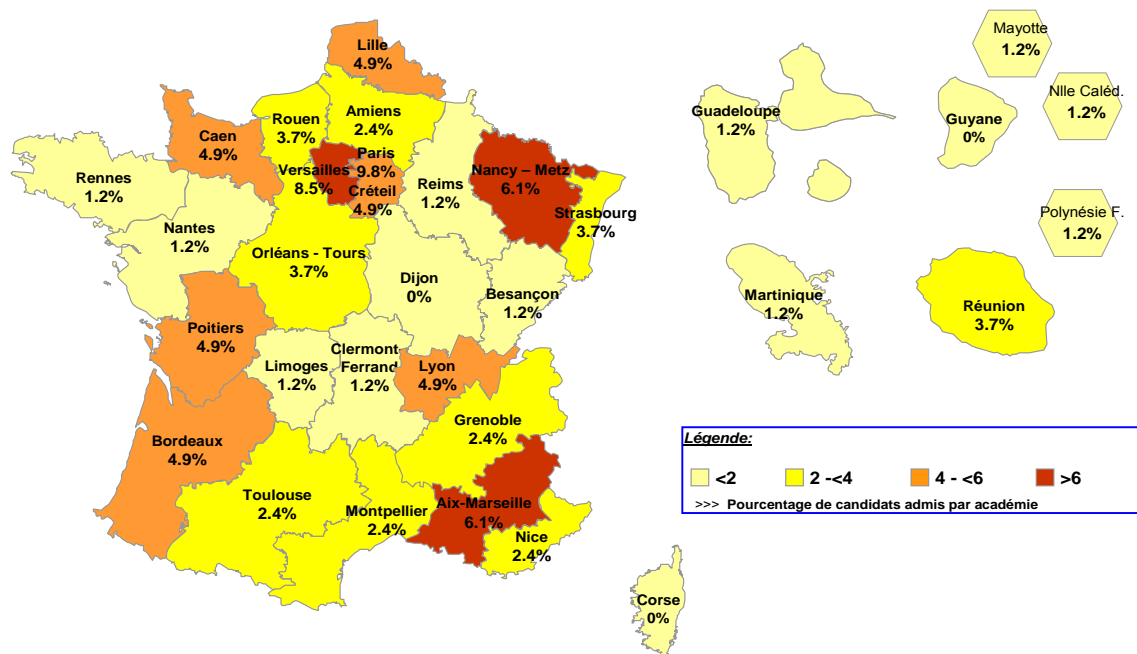 Lille
4.9%
Rouen
3.7%
Amiens
2.4%
Caen
4.9%
Paris
9.8%
Versailles
8.5%
Créteil
4.9%
Reims
1.2%
Nancy – Metz
6.1%
Strasbourg
3.7%
Rennes
1.2%
Nantes
1.2%
Orléans - Tours
3.7%
Dijon
0%
Besançon
1.2%
Poitiers
4.9%
Limoges
1.2%
Clermont-
Ferrand
1.2%
Lyon
4.9%
Grenoble
2.4%
Bordeaux
4.9%
Toulouse
2.4%
Montpellier
2.4%
Aix-Marseille
6.1%
Nice
2.4%
Corse
0%
Mayotte
1.2%
Nlle Caléd.
1.2%
Guadeloupe
1.2%
Guyane
0%
Polynésie F.
1.2%
Martinique
1.2%
Réunion
3.7%
Légende:
<2
2 -<4
4 - <6
>6
>>> Pourcentage de candidats admis par académie